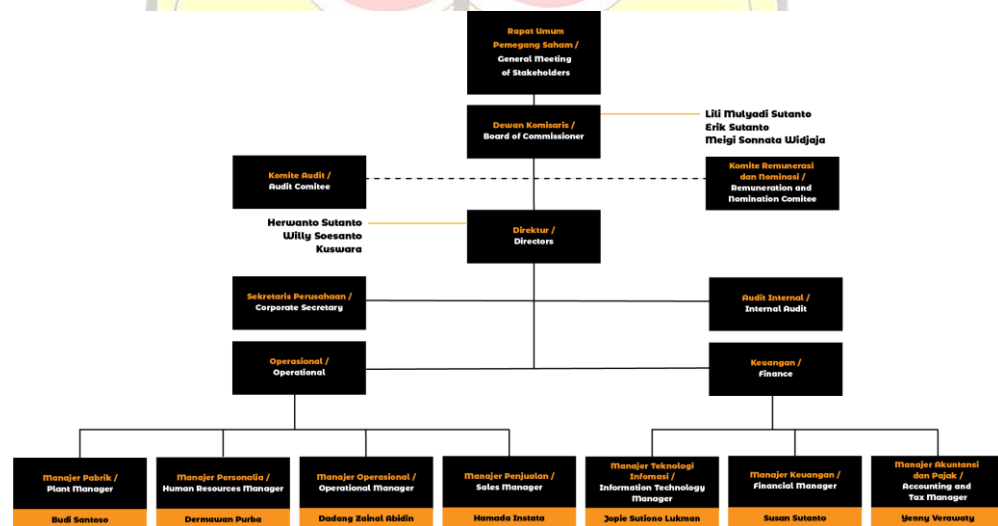 Rapat Umum
Pemegang Saham /
General Meeting
of Stakeholders
Dewan Komisaris /
Board of Commissioner
Lili Mulyadi Sutanto
Erik Sutanto
Meigi Sonnata Widjaja
Komite Audit /
Audit Comitee
Komite Remunerasi
dan Nominasi /
Remuneration and
Nomination Comitee
Herwanto Sutanto
Willy Soesanto
Kuswara
Direktur /
Directors
Sekretaris Perusahaan /
Corporate Secretary
Audit Internal /
Internal Audit
Operasional /
Operational
Keuangan /
Finance
Manajer Pabrik /
Plant Manager
Budi Santoso
Manajer Personalia /
Human Resources Manager
Dermawan Purba
Manajer Operasional /
Operational Manager
Dadang Zainal Abidin
Manajer Penjualan /
Sales Manager
Hamada Instata
Manajer Teknologi
Infomasi /
Information Technology
Manager
Jopie Sutiono Lukman
Manajer Keuangan /
Financial Manager
Susan Sutanto
Manajer Akuntansi
dan Pajak /
Accounting and
Tax Manager
Yenny Verawaty